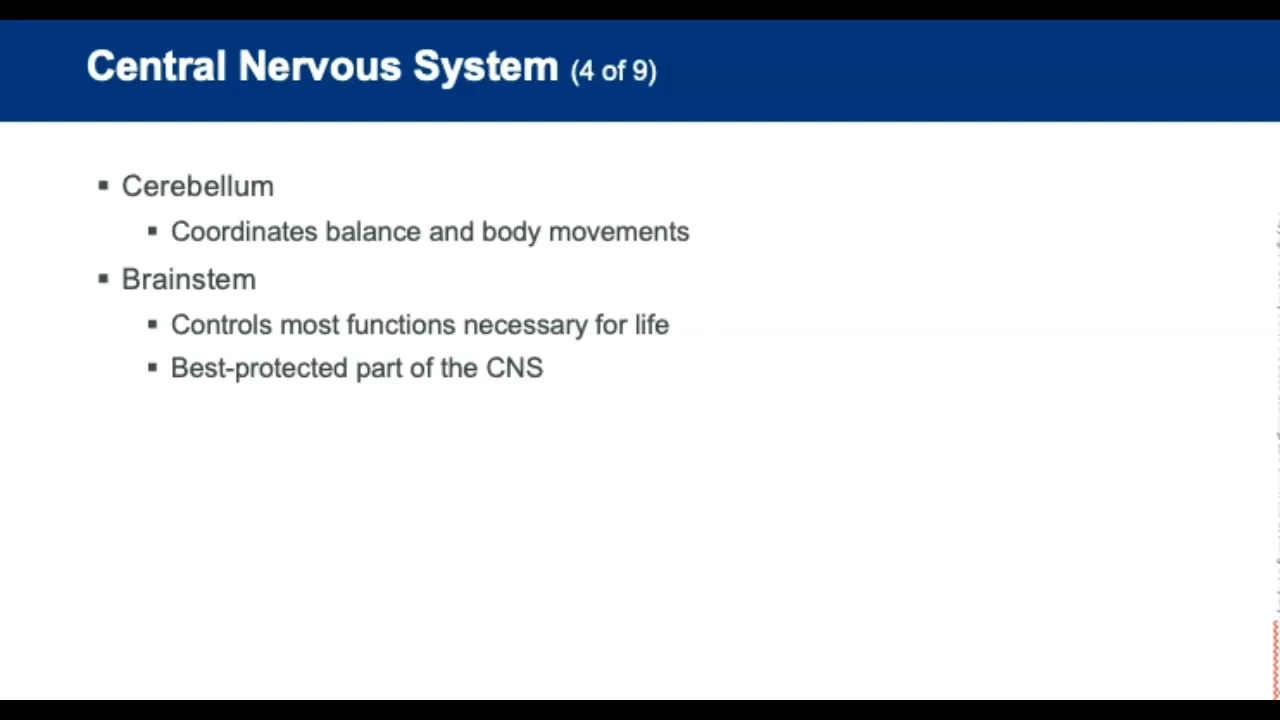 Central Nervous System (4 of 9)
▪ Cerebellum
▪ Coordinates balance and body movements
▪ Brainstem
▪ Controls most functions necessary for life
▪ Best-protected part of the CNS